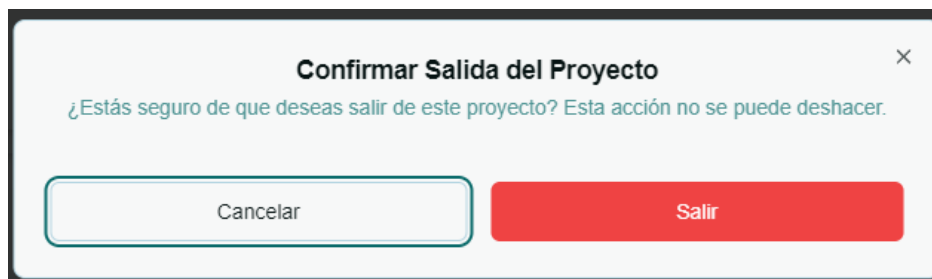 Confirmar Salida del Proyecto
¿Estás seguro de que deseas salir de este proyecto? Esta acción no se puede deshacer.
Cancelar
Salir